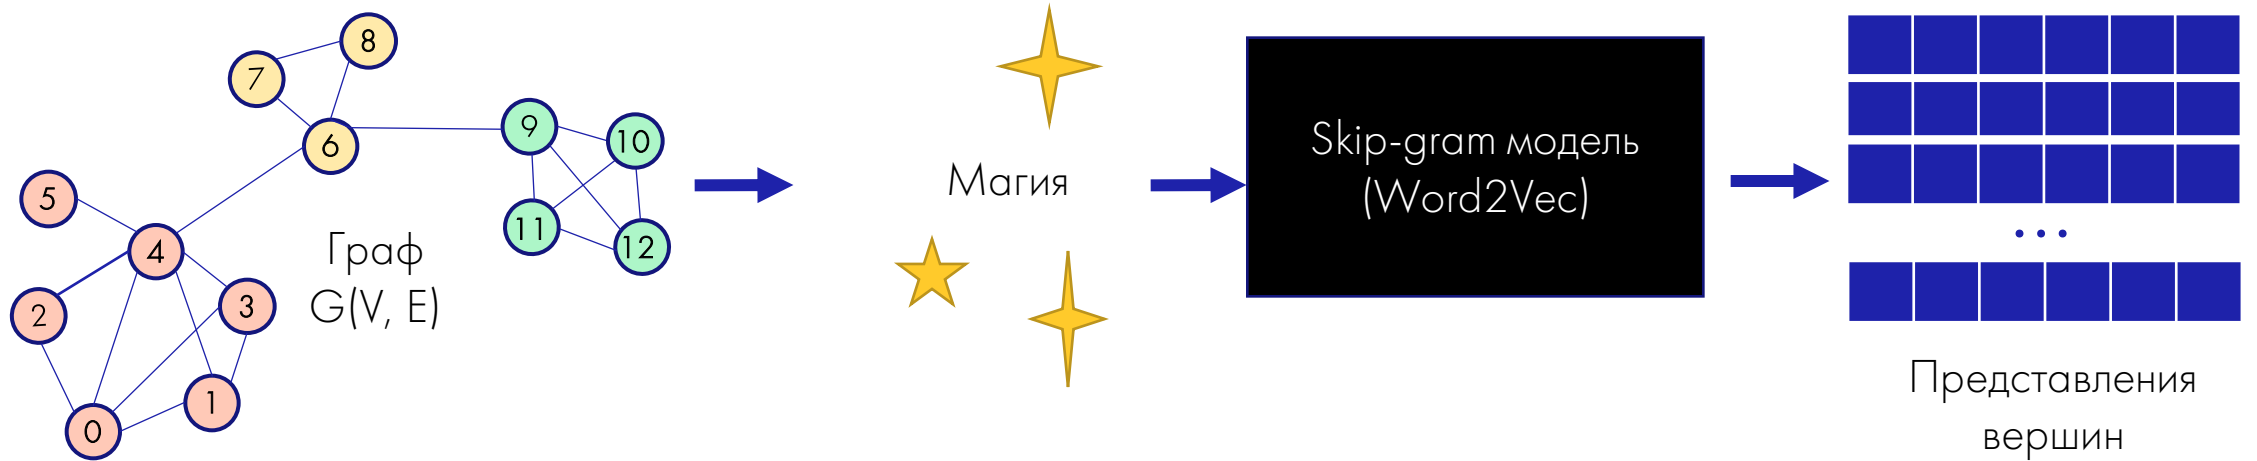 8
7
9
10
6
5
11
12
4
Граф
G(V, E)
2
3
1
0
Магия
Skip-gram модель
(Word2Vec)
...
Представления
вершин